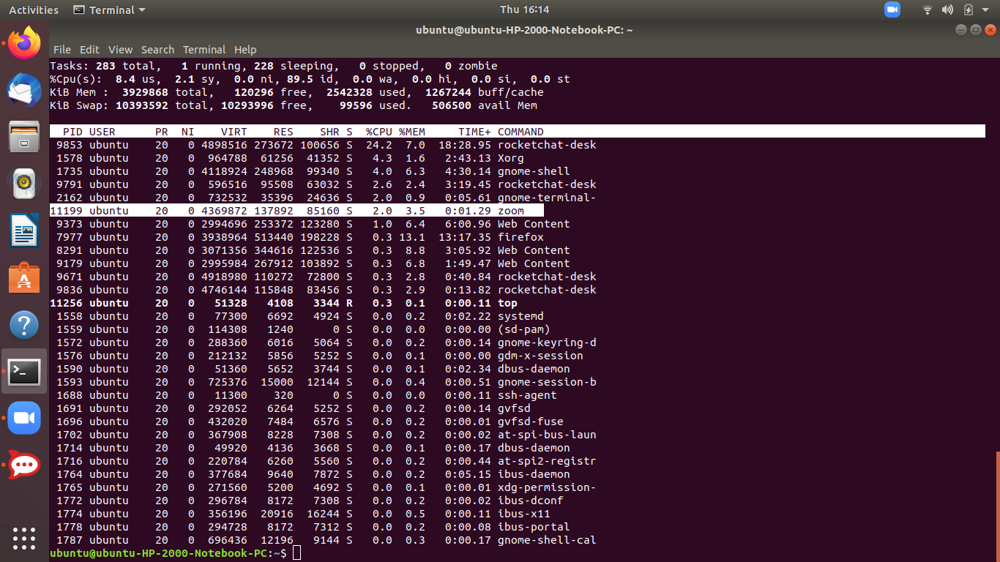 Activities Terminal Thu 16:14
ubuntu@ubuntu-HP-2000-Notebook-PC: ~
File Edit View Search Terminal Help
Tasks: 283 total, 1 running, 228 sleeping, 0 stopped, 0 zombie
%Cpu(s): 8.4 us, 2.1 sy, 0.0 ni, 89.5 id, 0.0 wa, 0.0 hi, 0.0 si, 0.0 st
KiB Mem : 3929868 total, 120296 free, 2542328 used, 1267244 buff/cache
KiB Swap: 10393592 total, 10293996 free, 99596 used. 506500 avail Mem
PID USER PR NI VIRT RES SHR S %CPU %MEM TIME+ COMMAND
9853 ubuntu 20 0 4898516 273672 100656 S 24.2 7.0 18:28.95 rocketchat-desk
1578 ubuntu 20 0 964788 61256 41352 S 4.3 1.6 2:43.13 Xorg
1735 ubuntu 20 0 4118924 248968 99340 S 4.0 6.3 4:30.14 gnome-shell
9791 ubuntu 20 0 596516 95508 63032 S 2.6 2.4 3:19.45 rocketchat-desk
2162 ubuntu 20 0 732532 35396 24636 S 2.0 0.9 0:05.61 gnome-terminal-
11199 ubuntu 20 0 4369872 137892 85160 S 2.0 3.5 0:01.29 zoom
9373 ubuntu 20 0 2994696 253372 123280 S 1.0 6.4 6:00.96 Web Content
7977 ubuntu 20 0 3938964 513440 198228 S 0.3 13.1 13:17.35 firefox
8291 ubuntu 20 0 3071356 344616 122536 S 0.3 8.8 3:05.92 Web Content
9179 ubuntu 20 0 2995984 267912 103892 S 0.3 6.8 1:49.47 Web Content
9671 ubuntu 20 0 4918980 110272 72800 S 0.3 2.8 0:40.84 rocketchat-desk
9836 ubuntu 20 0 4746144 115848 83456 S 0.3 2.9 0:13.82 rocketchat-desk
11256 ubuntu 20 0 51328 4108 3344 R 0.3 0.1 0:00.11 top
1558 ubuntu 20 0 77300 6692 4924 S 0.0 0.2 0:02.22 systemd
1559 ubuntu 20 0 114308 1240 0 S 0.0 0.0 0:00.00 (sd-pam)
1572 ubuntu 20 0 288360 6016 5064 S 0.0 0.2 0:00.14 gnome-keyring-d
1576 ubuntu 20 0 212132 5856 5252 S 0.0 0.1 0:00.00 gdm-x-session
1590 ubuntu 20 0 51360 5652 3744 S 0.0 0.1 0:02.34 dbus-daemon
1593 ubuntu 20 0 725376 15000 12144 S 0.0 0.4 0:00.51 gnome-session-b
1688 ubuntu 20 0 11300 320 0 S 0.0 0.0 0:00.11 ssh-agent
1691 ubuntu 20 0 292052 6264 5252 S 0.0 0.2 0:00.14 gvfsd
1696 ubuntu 20 0 432020 7484 6576 S 0.0 0.2 0:00.01 gvfsd-fuse
1702 ubuntu 20 0 367908 8228 7308 S 0.0 0.2 0:00.02 at-spi-bus-laun
1714 ubuntu 20 0 49920 4136 3668 S 0.0 0.1 0:00.17 dbus-daemon
1716 ubuntu 20 0 220784 6260 5560 S 0.0 0.2 0:00.44 at-spi2-registr
1764 ubuntu 20 0 377684 9640 7872 S 0.0 0.2 0:05.15 ibus-daemon
1765 ubuntu 20 0 271560 5200 4692 S 0.0 0.1 0:00.01 xdg-permission-
1772 ubuntu 20 0 296784 8172 7308 S 0.0 0.2 0:00.02 ibus-dconf
1774 ubuntu 20 0 356196 20916 16244 S 0.0 0.5 0:00.11 ibus-x11
1778 ubuntu 20 0 294728 8172 7312 S 0.0 0.2 0:00.08 ibus-portal
1787 ubuntu 20 0 696436 12196 9144 S 0.0 0.3 0:00.17 gnome-shell-cal
ubuntu@ubuntu-HP-2000-Notebook-PC:~$